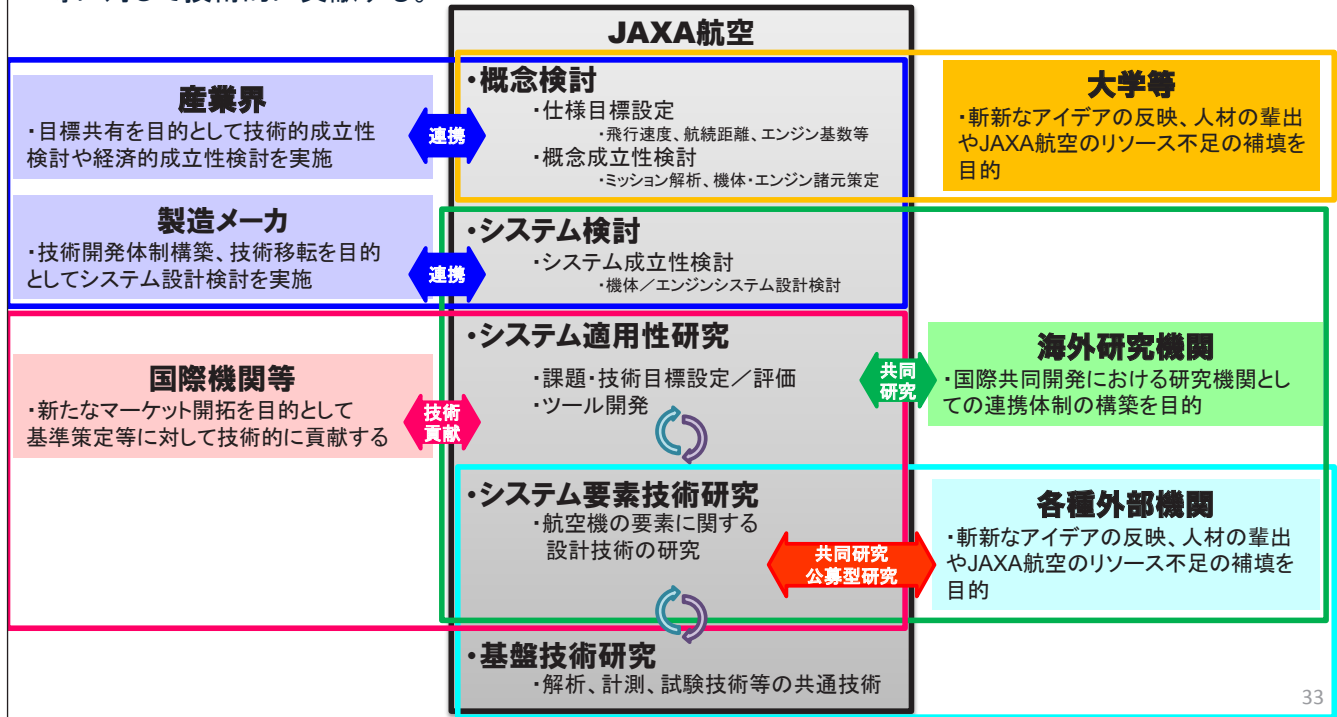 JAXA航空
産業界
・目標共有を目的として技術的成立性
検討や経済的成立性検討を実施
連携
製造メーカ
・技術開発体制構築、技術移転を目的
としてシステム設計検討を実施
連携
国際機関等
・新たなマーケット開拓を目的として
基準策定等に対して技術的に貢献する
技術
貢献
・概念検討
・仕様目標設定
・飛行速度、航続距離、エンジン基数等
・概念成立性検討
・ミッション解析、機体・エンジン諸元策定
・システム検討
・システム成立性検討
・機体／エンジンシステム設計検討
・システム適用性研究
・課題・技術目標設定／評価
・ツール開発
・システム要素技術研究
・航空機の要素に関する
設計技術の研究
・基盤技術研究
・解析、計測、試験技術等の共通技術
大学等
・斬新なアイデアの反映、人材の輩出
やJAXA航空のリソース不足の補填を
目的
共同
研究
海外研究機関
・国際共同開発における研究機関とし
ての連携体制の構築を目的
共同研究
公募型研究
各種外部機関
・斬新なアイデアの反映、人材の輩出
やJAXA航空のリソース不足の補填を
目的
33